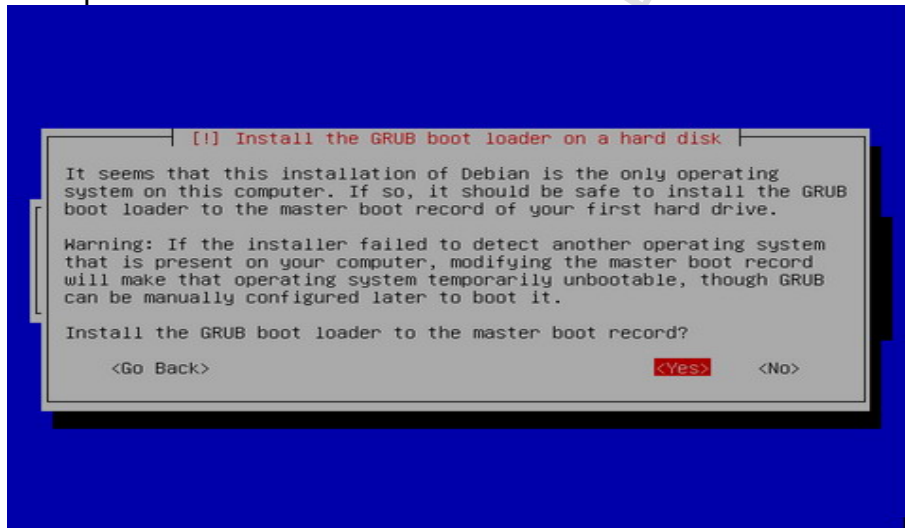 [!] Install the GRUB boot loader on a hard disk
It seems that this installation of Debian is the only operating
system on this computer. If so, it should be safe to install the GRUB
boot loader to the master boot record of your first hard drive.
Warning: If the installer failed to detect another operating system
that is present on your computer, modifying the master boot record
will make that operating system temporarily unbootable, though GRUB
can be manually configured later to boot it.
Install the GRUB boot loader to the master boot record?
<Go Back> <Yes> <No>